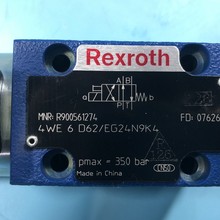 Rexroth
A B
P T
MNR: R900561274
FD: 07626
4WE 6 D62/EG24N9K4
pmax = 350 bar
Made in China